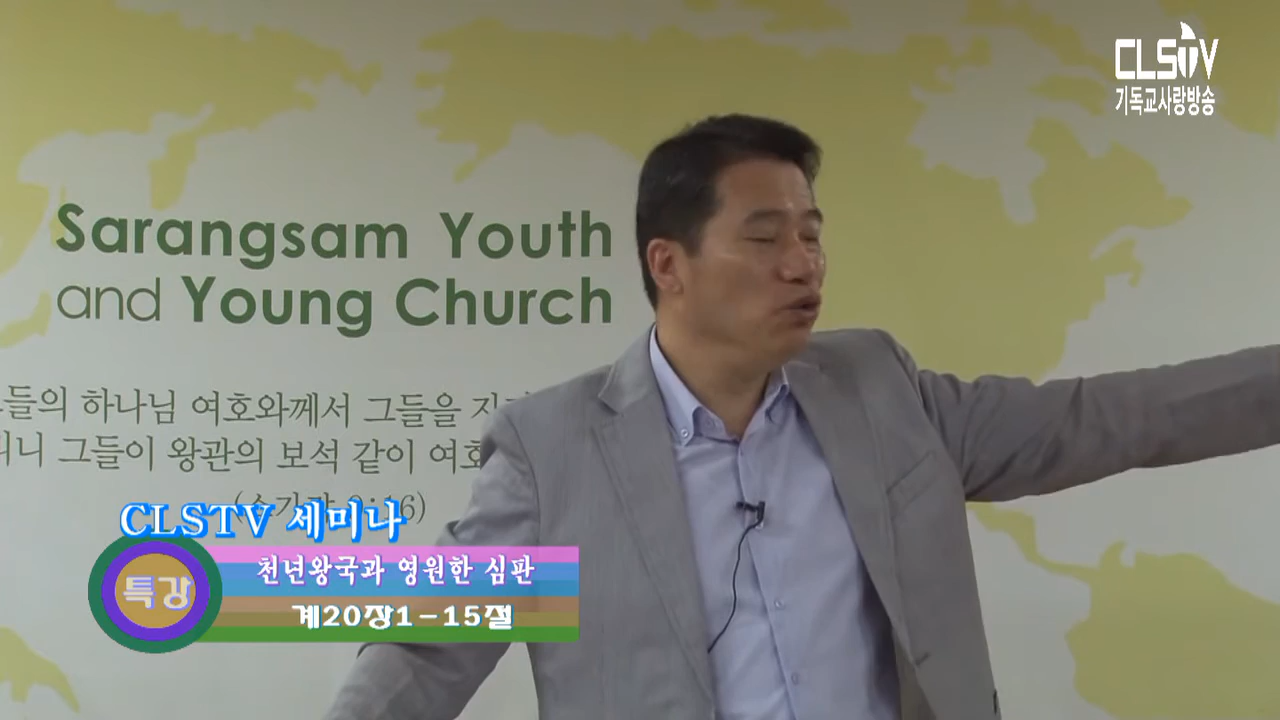 CLSTV
기독교사랑방송
Sarangsam Youth
and Young Church
들의 하나님 여호와께서 그들을
니 그들이 왕관의 보석 같이
9:16)
CLSTV 세미나
특강
천년왕국과 영원한 심판
계20장1-15절